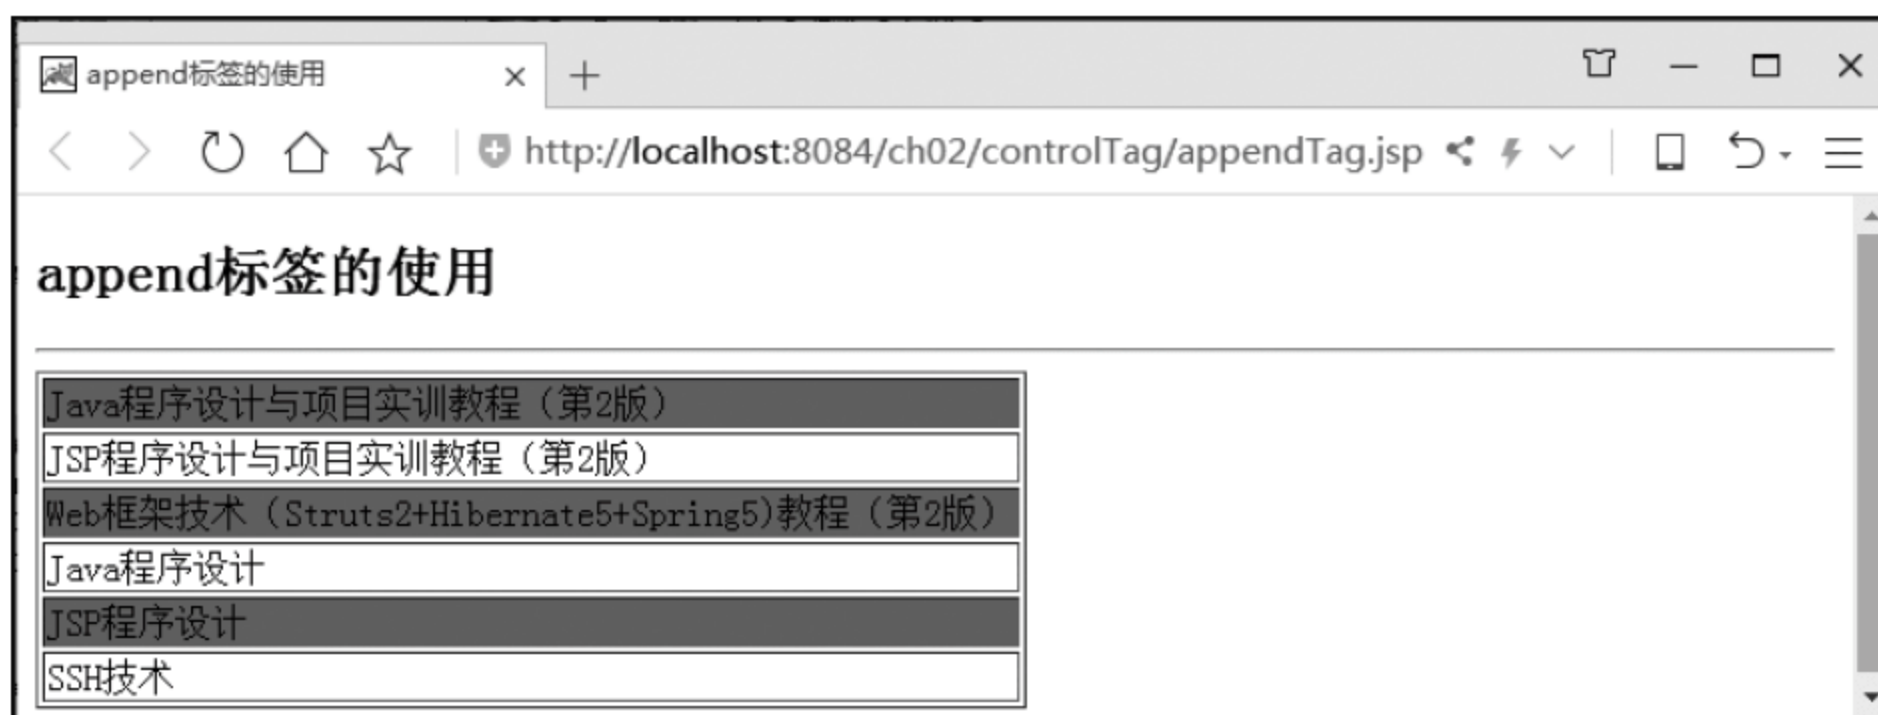 append标签的使用
http://localhost:8084/ch02/controlTag/appendTag.jsp
append标签的使用
Java程序设计与项目实训教程（第2版）
JSP程序设计与项目实训教程（第2版）
Web框架技术（Struts2+Hibernate5+Spring5)教程（第2版）
Java程序设计
JSP程序设计
SSH技术